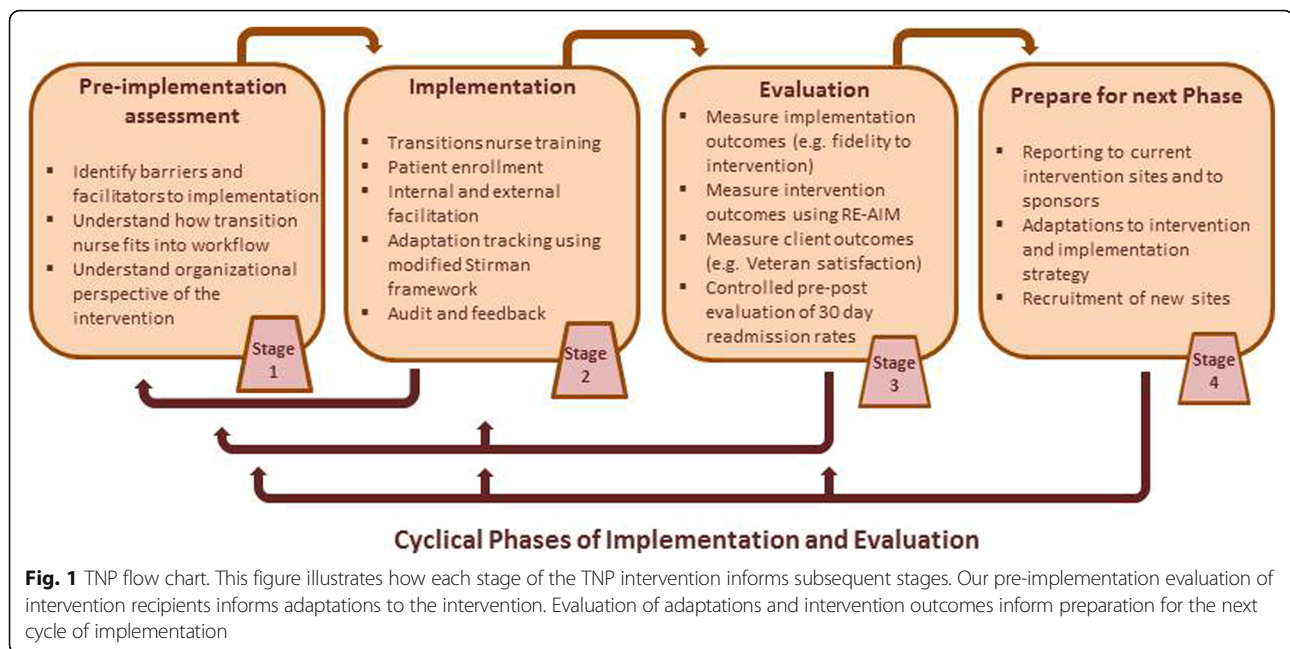 Pre-implementation
assessment
▪ Identify barriers and
facilitators to implementation
▪ Understand how transition
nurse fits into workflow
▪ Understand organizational
perspective of the
intervention
Stage
1
Implementation
▪ Transitions nurse training
▪ Patient enrollment
▪ Internal and external
facilitation
▪ Adaptation tracking using
modified Stirman
framework
▪ Audit and feedback
Stage
2
Evaluation
▪ Measure implementation
outcomes (e.g. fidelity to
intervention)
▪ Measure intervention
outcomes using RE-AIM
▪ Measure client outcomes
(e.g. Veteran satisfaction)
▪ Controlled pre-post
evaluation of 30 day
readmission rates
Stage
3
Prepare for next Phase
▪ Reporting to current
intervention sites and to
sponsors
▪ Adaptations to intervention
and implementation
strategy
▪ Recruitment of new sites
Stage
4
Cyclical Phases of Implementation and Evaluation
Fig. 1 TNP flow chart. This figure illustrates how each stage of the TNP intervention informs subsequent stages. Our pre-implementation evaluation of
intervention recipients informs adaptations to the intervention. Evaluation of adaptations and intervention outcomes inform preparation for the next
cycle of implementation